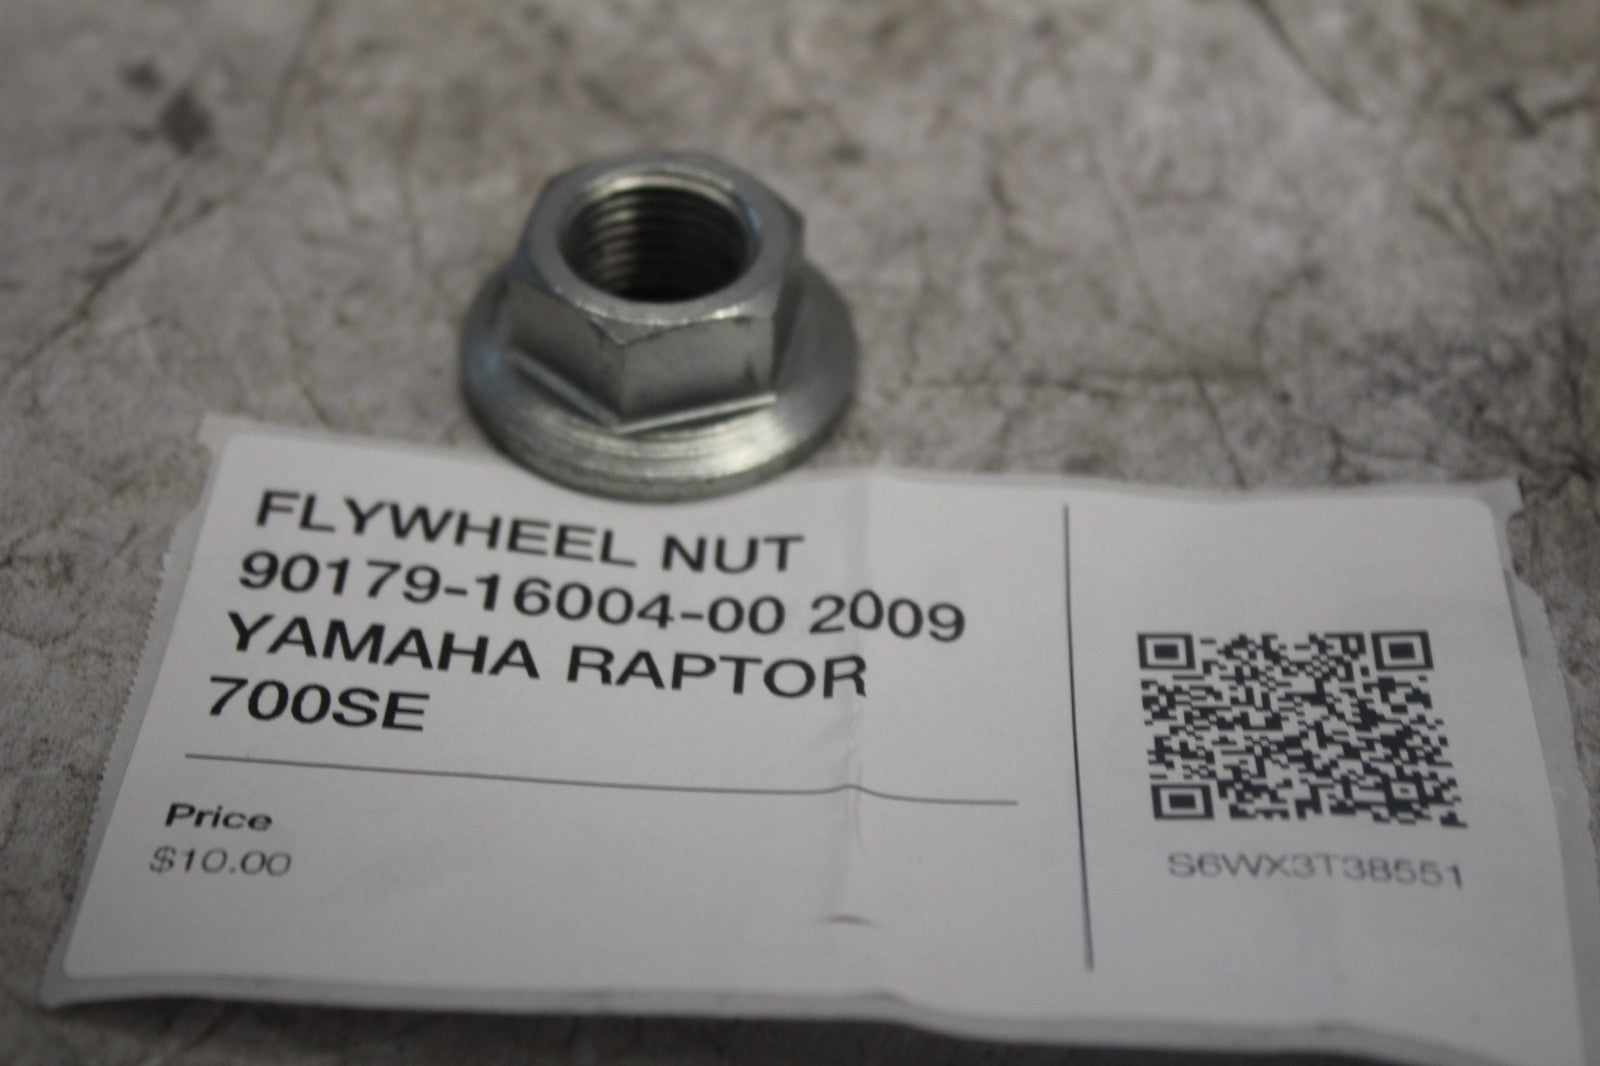 FLYWHEEL NUT
90179-16004-00 2009
YAMAHA RAPTOR
700SE
Price
$10.00
S6WX3T38551